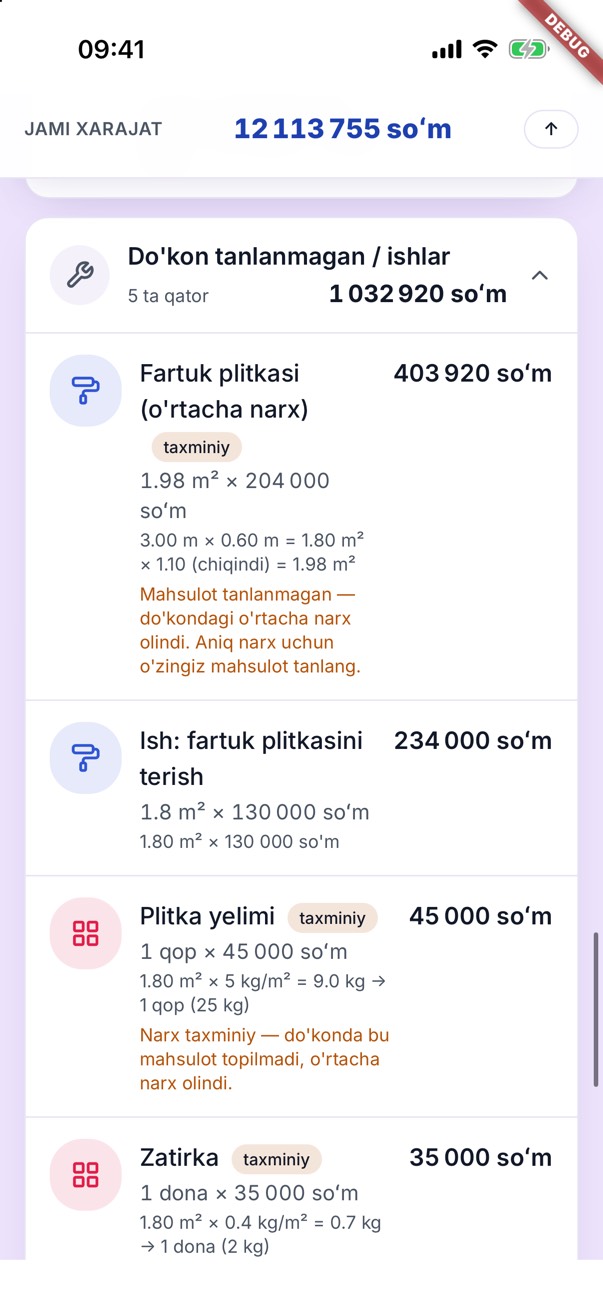 09:41
DEBUG
JAMI XARAJAT 12 113 755 so‘m
Do'kon tanlanmagan / ishlar
5 ta qator 1 032 920 so‘m
Fartuk plitkasi 403 920 so‘m
(o'rtacha narx)
taxminiy
1.98 m² × 204 000
so‘m
3.00 m × 0.60 m = 1.80 m²
× 1.10 (chiqindi) = 1.98 m²
Mahsulot tanlanmagan —
do'kondagi o'rtacha narx
olindi. Aniq narx uchun
o'zingiz mahsulot tanlang.
Ish: fartuk plitkasini 234 000 so‘m
terish
1.8 m² × 130 000 so‘m
1.80 m² × 130 000 so'm
Plitka yelimi taxminiy 45 000 so‘m
1 qop × 45 000 so‘m
1.80 m² × 5 kg/m² = 9.0 kg →
1 qop (25 kg)
Narx taxminiy — do'konda bu
mahsulot topilmadi, o'rtacha
narx olindi.
Zatirka taxminiy 35 000 so‘m
1 dona × 35 000 so‘m
1.80 m² × 0.4 kg/m² = 0.7 kg
→ 1 dona (2 kg)